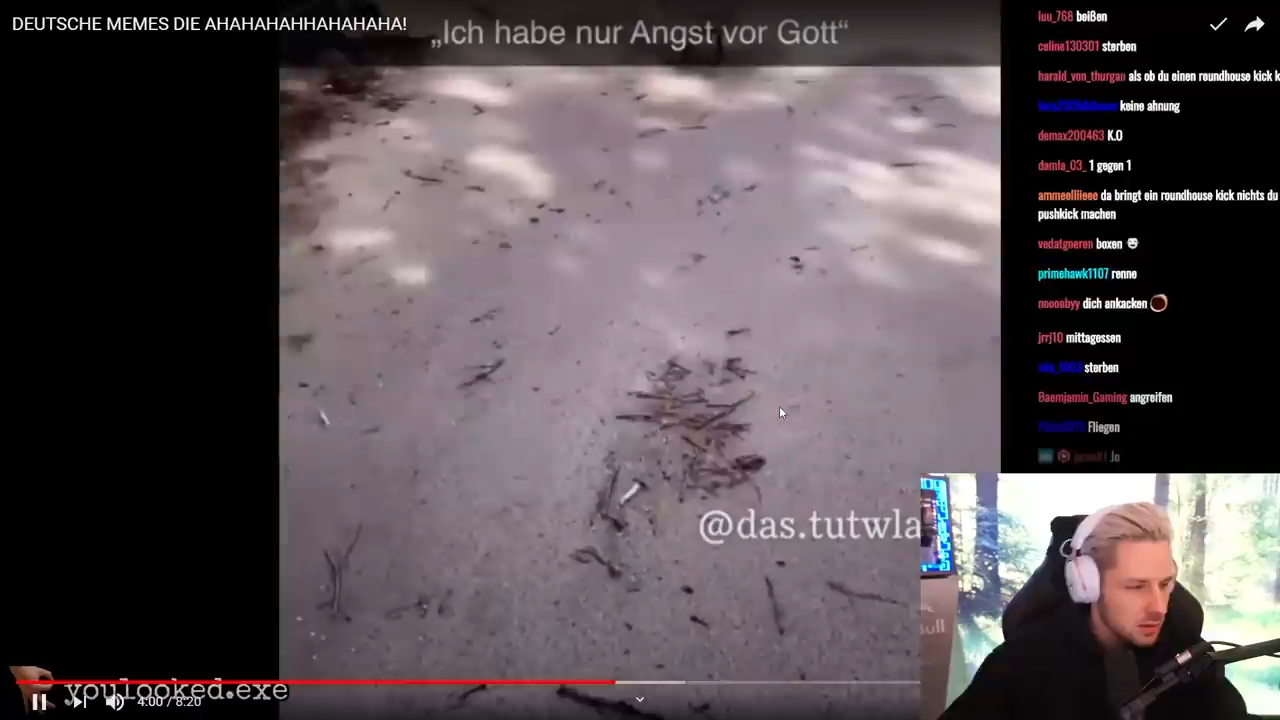 DEUTSCHE MEMES DIE AHAHAHAHHAHAHAHA!
„Ich habe nur Angst vor Gott“
luu_768 beißen
celine130301 sterben
harald_von_thurgau als ob du einen roundhouse kick k
keine ahnung
demax200463 K.O
damla_03_ 1 gegen 1
ammeelliieee da bringt ein roundhouse kick nichts du
pushkick machen
vedatgoeren boxen
primehawk1107 renne
noooobyy dich ankacken
jrrj10 mittagessen
sterben
Baemjamin_Gaming angreifen
Fliegen
Jo
@das.tutwla
youlooked.exe
4:00 / 8:20